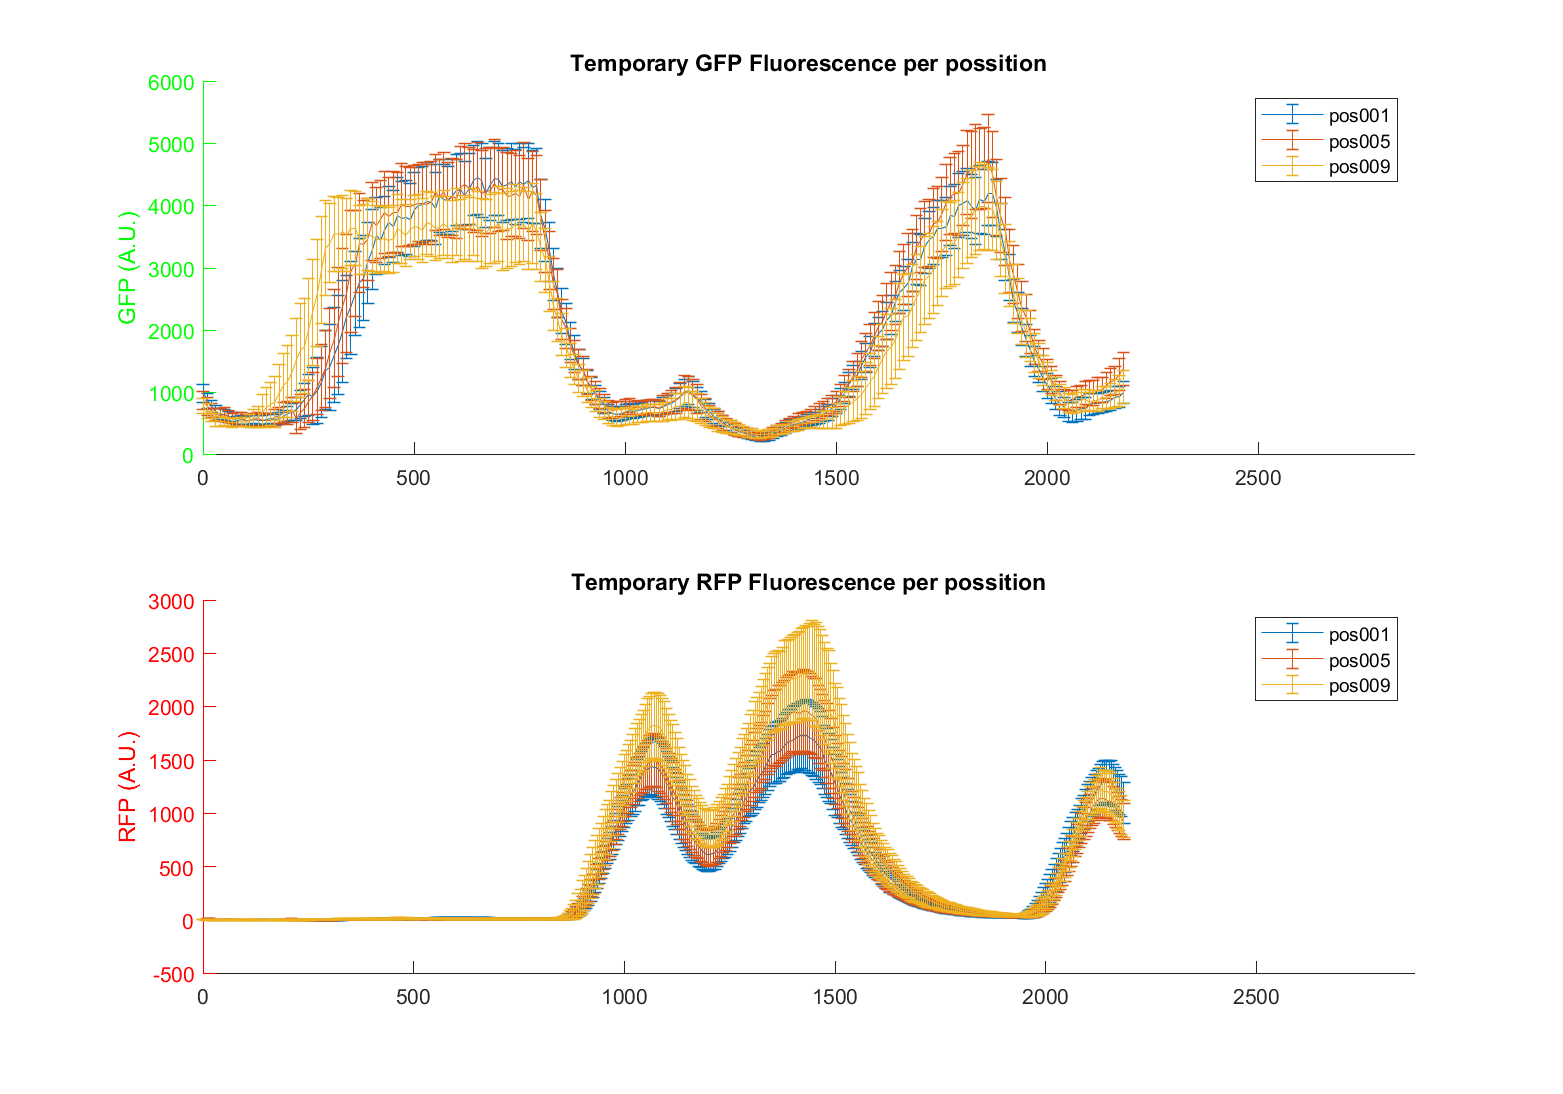 Temporary GFP Fluorescence per possition
6000
5000
4000
3000
2000
1000
0
GFP (A.U.)
0 500 1000 1500 2000 2500
pos001
pos005
pos009
Temporary RFP Fluorescence per possition
3000
2500
2000
1500
1000
500
0
-500
RFP (A.U.)
0 500 1000 1500 2000 2500
pos001
pos005
pos009